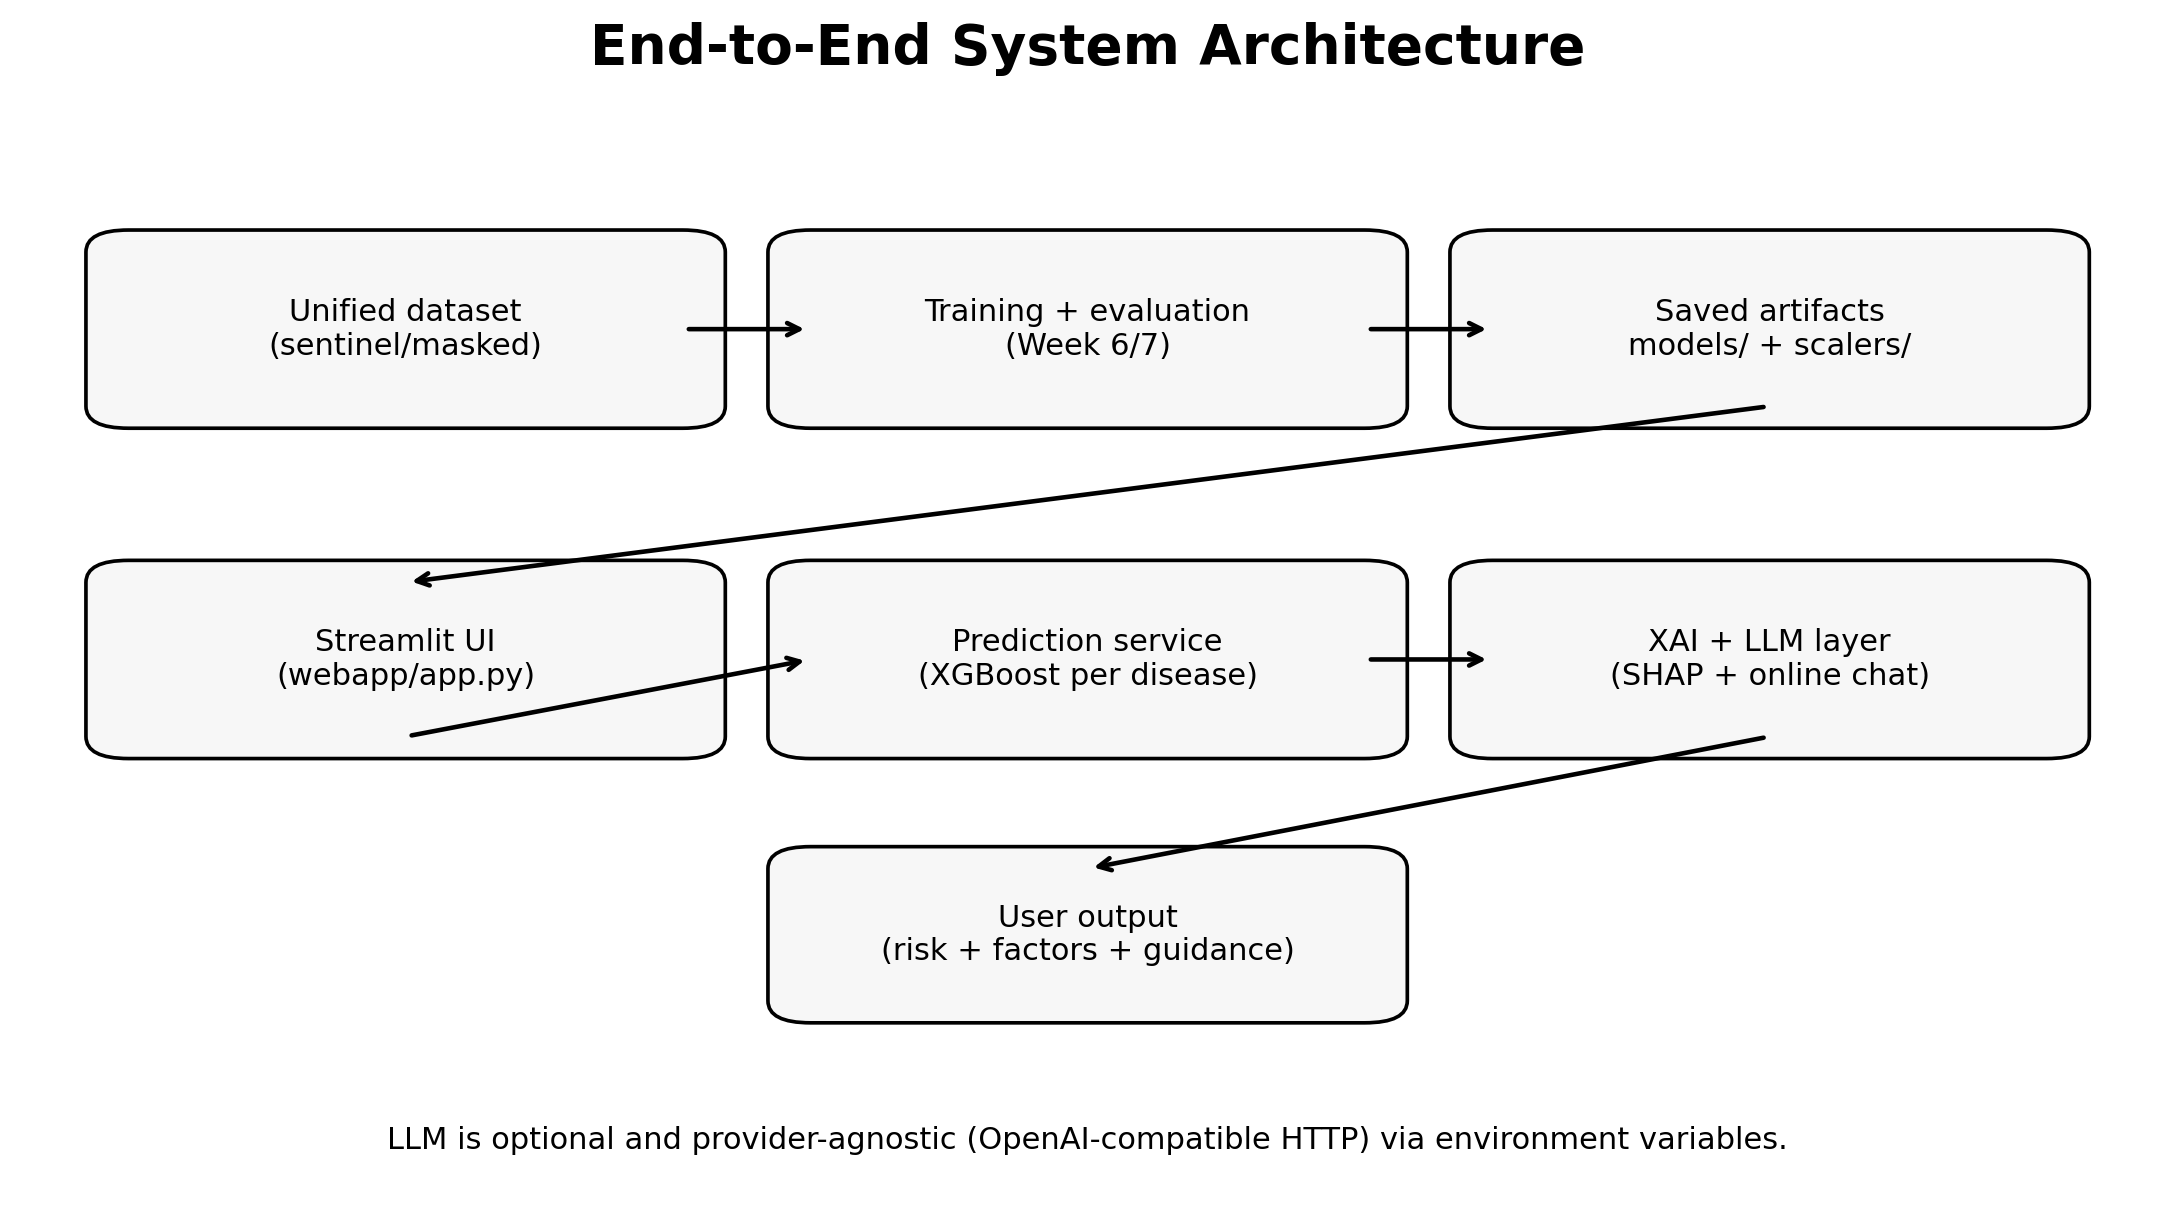 End-to-End System Architecture
Unified dataset
(sentinel/masked)
Training + evaluation
(Week 6/7)
Saved artifacts
models/ + scalers/
Streamlit UI
(webapp/app.py)
Prediction service
(XGBoost per disease)
XAI + LLM layer
(SHAP + online chat)
User output
(risk + factors + guidance)
LLM is optional and provider-agnostic (OpenAI-compatible HTTP) via environment variables.